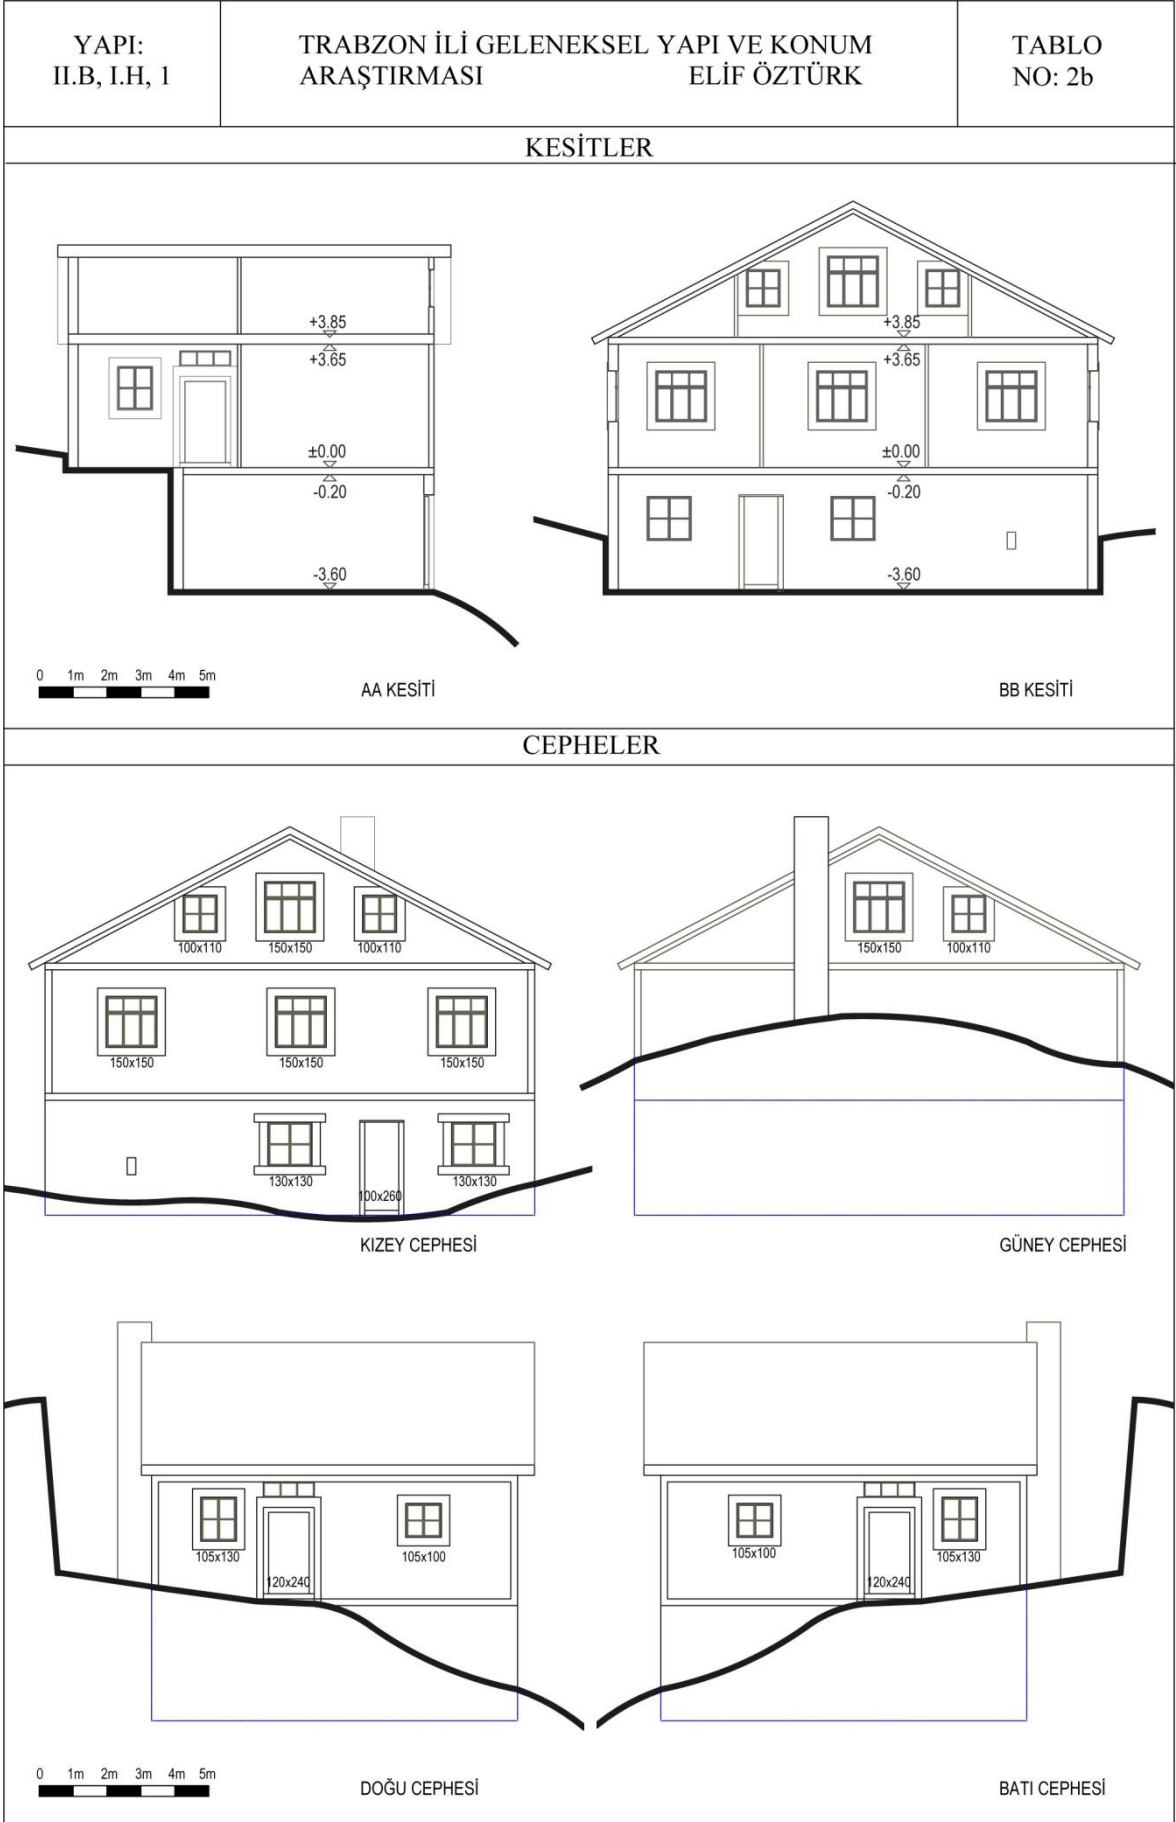 YAPI:
II.B, I.H, 1
TRABZON İLİ GELENEKSEL YAPI VE KONUM
ARAŞTIRMASI ELİF ÖZTÜRK
TABLO
NO: 2b
KESİTLER
+3.85
+3.65
±0.00
-0.20
-3.60
+3.85
+3.65
±0.00
-0.20
-3.60
0 1m 2m 3m 4m 5m
AA KESİTİ
BB KESİTİ
CEPHELER
100x110 150x150 100x110
150x150 150x150 150x150
130x130 100x260 130x130
KIZEY CEPHESİ
150x150 100x110
GÜNEY CEPHESİ
105x130 105x100
120x240
105x100 105x130
120x240
0 1m 2m 3m 4m 5m
DOĞU CEPHESİ
BATI CEPHESİ